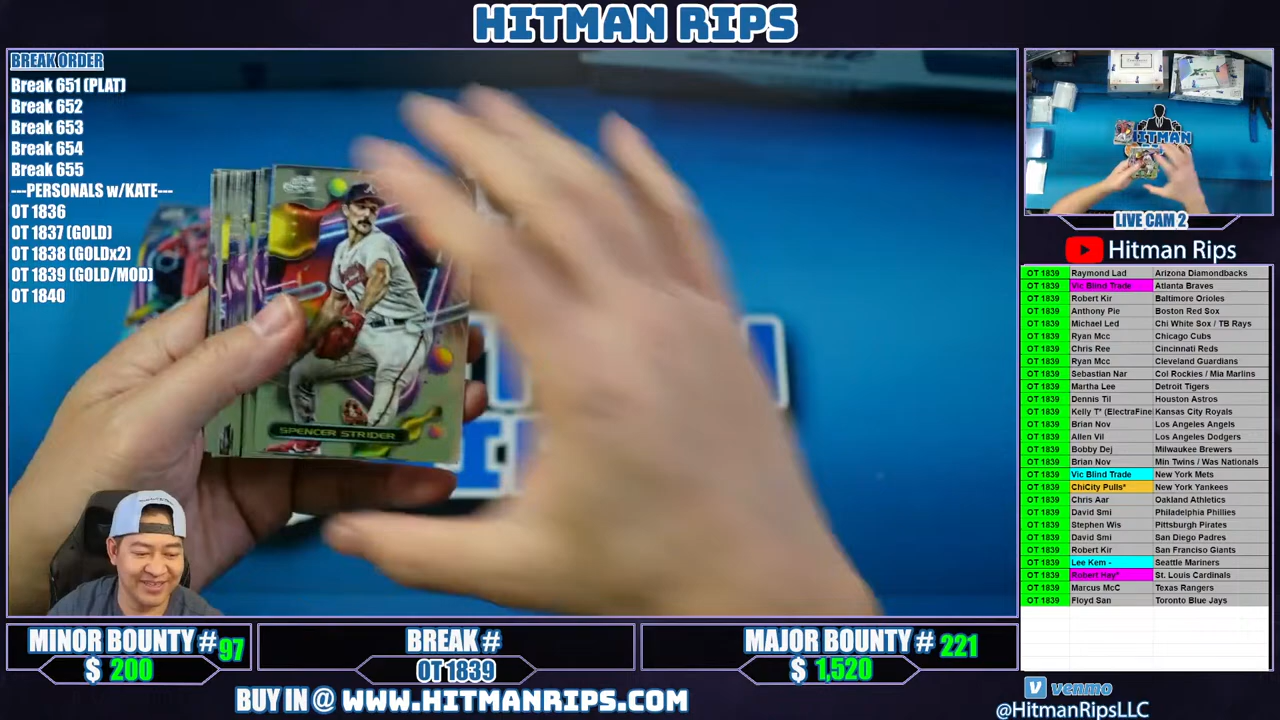 HITMAN RIPS
BREAK ORDER
Break 651 (PLAT)
Break 652
Break 653
Break 654
Break 655
---PERSONALS w/KATE---
OT 1836
OT 1837 (GOLD)
OT 1838 (GOLDx2)
OT 1839 (GOLD/MOD)
OT 1840
SPENCER STRIDER
HITMAN
LIVE CAM 2
Hitman Rips
OT 1839 Raymond Lad Arizona Diamondbacks
OT 1839 Vic Blind Trade Atlanta Braves
OT 1839 Robert Kir Baltimore Orioles
OT 1839 Anthony Pie Boston Red Sox
OT 1839 Michael Led Chi White Sox / TB Rays
OT 1839 Ryan Mcc Chicago Cubs
OT 1839 Chris Ree Cincinnati Reds
OT 1839 Ryan Mcc Cleveland Guardians
OT 1839 Sebastian Nar Col Rockies / Mia Marlins
OT 1839 Martha Lee Detroit Tigers
OT 1839 Dennis Til Houston Astros
OT 1839 Kelly T* (ElectraFine Kansas City Royals
OT 1839 Brian Nov Los Angeles Angels
OT 1839 Allen Vil Los Angeles Dodgers
OT 1839 Bobby Dej Milwaukee Brewers
OT 1839 Brian Nov Min Twins / Was Nationals
OT 1839 Vic Blind Trade New York Mets
OT 1839 ChiCity Pulls* New York Yankees
OT 1839 Chris Aar Oakland Athletics
OT 1839 David Smi Philadelphia Phillies
OT 1839 Stephen Wis Pittsburgh Pirates
OT 1839 David Smi San Diego Padres
OT 1839 Robert Kir San Franciso Giants
OT 1839 Lee Kem - Seattle Mariners
OT 1839 Robert Hay* St. Louis Cardinals
OT 1839 Marcus McC Texas Rangers
OT 1839 Floyd San Toronto Blue Jays
MINOR BOUNTY # 97
$ 200
BREAK #
OT 1839
MAJOR BOUNTY # 221
$ 1,520
BUY IN @ WWW.HITMANRIPS.COM
venmo
@HitmanRipsLLC